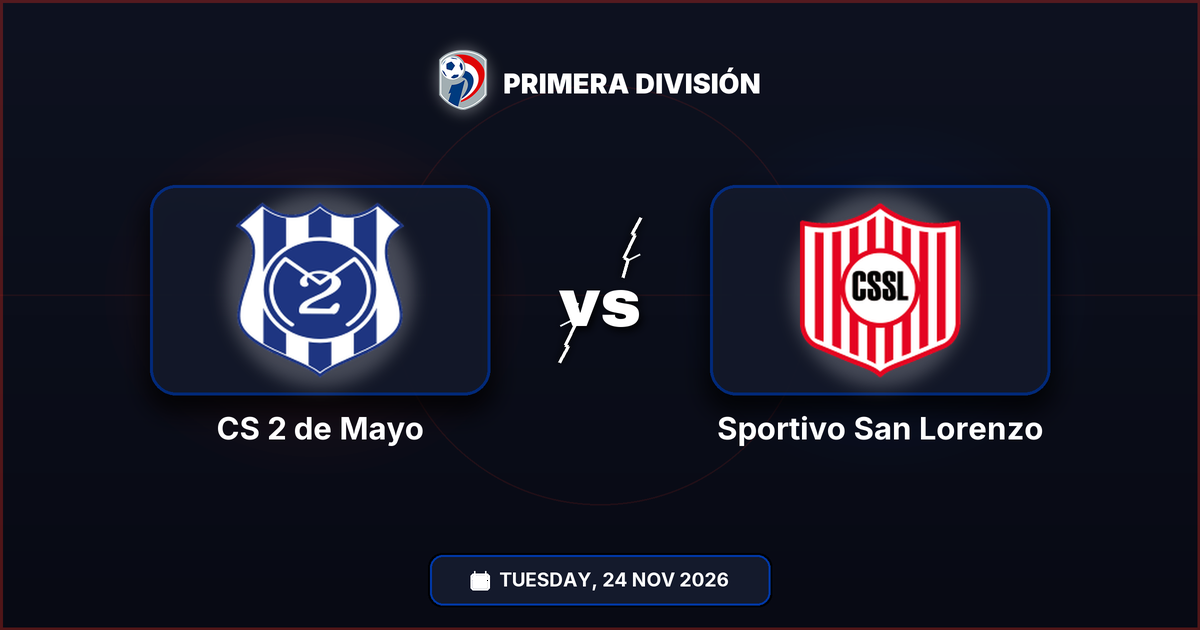 PRIMERA DIVISIÓN
2
CSSL
VS
CS 2 de Mayo
Sportivo San Lorenzo
TUESDAY, 24 NOV 2026